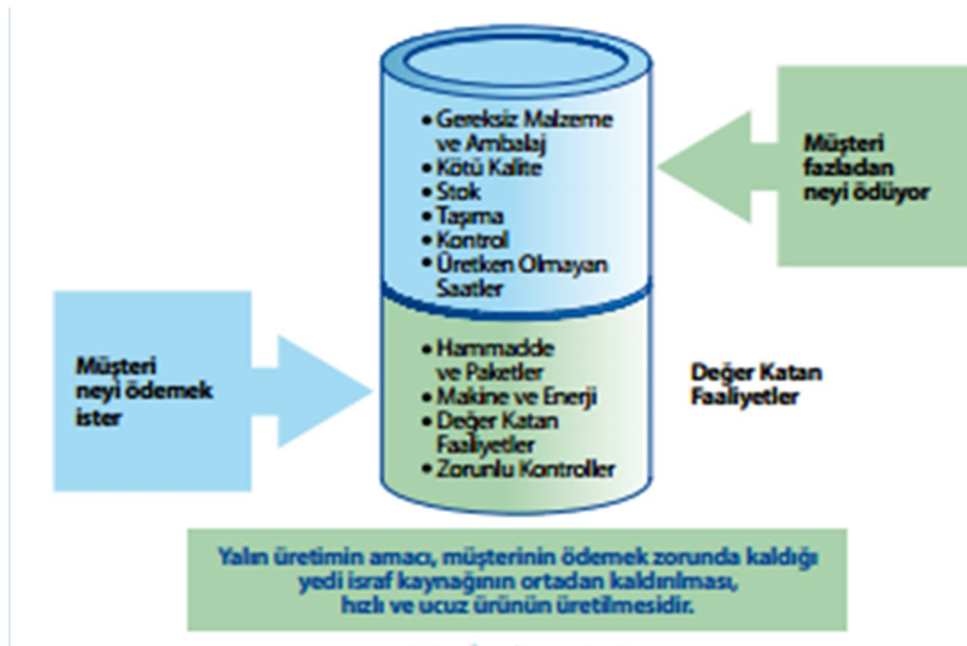 • Gereksiz Malzeme
ve Ambalaj
• Kötü Kalite
• Stok
• Taşıma
• Kontrol
• Üretken Olmayan
Saatler
Müşteri
fazladan
neyi ödüyor
Müşteri
neyi ödemek
ister
• Hammadde
ve Paketler
• Makine ve Enerji
• Değer Katan
Faaliyetler
• Zorunlu Kontroller
Değer Katan
Faaliyetler
Yalın üretimin amacı, müşterinin ödemek zorunda kaldığı
yedi israf kaynağının ortadan kaldırılması,
hızlı ve ucuz ürünün üretilmesidir.